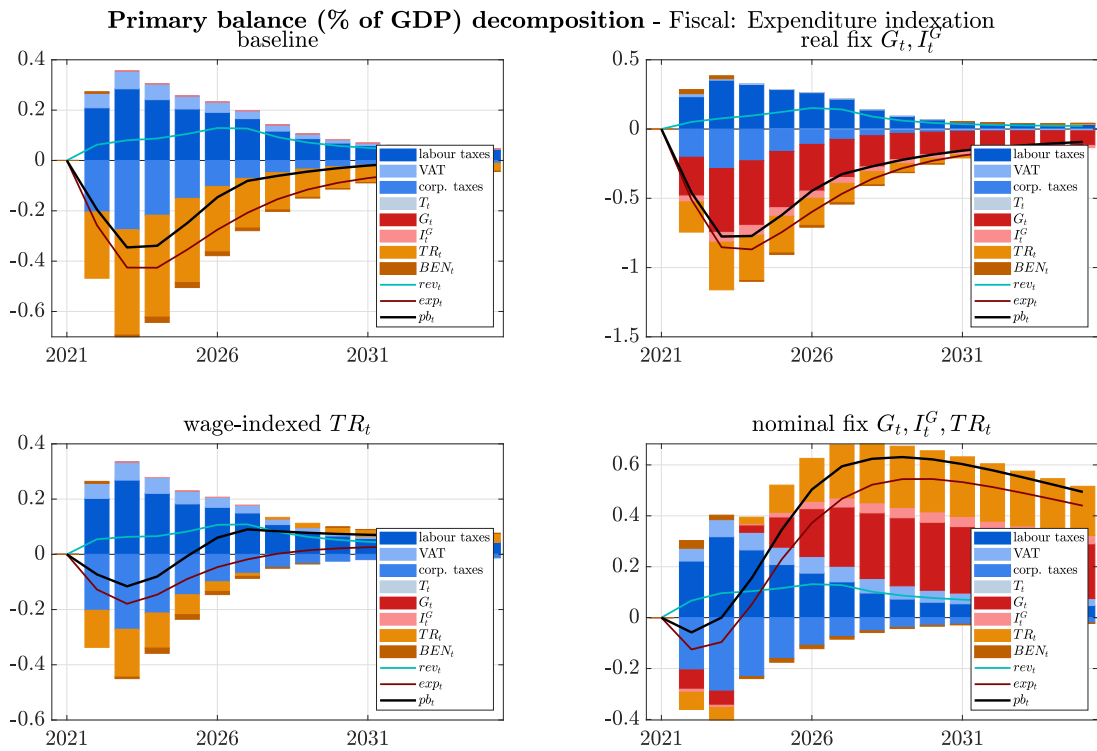 Primary balance (% of GDP) decomposition - Fiscal: Expenditure indexation
baseline
0.4
0.2
0
-0.2
-0.4
-0.6
2021
2026
2031
labour taxes
VAT
corp. taxes
T_t
G_t
I_t^G
TR_t
BEN_t
rev_t
exp_t
pb_t
real fix G_t, I_t^G
0.5
0
-0.5
-1
-1.5
2021
2026
2031
labour taxes
VAT
corp. taxes
T_t
G_t
I_t^G
TR_t
BEN_t
rev_t
exp_t
pb_t
wage-indexed TR_t
0.4
0.2
0
-0.2
-0.4
-0.6
2021
2026
2031
labour taxes
VAT
corp. taxes
T_t
G_t
I_t^G
TR_t
BEN_t
rev_t
exp_t
pb_t
nominal fix G_t, I_t^G, TR_t
0.6
0.4
0.2
0
-0.2
-0.4
2021
2026
2031
labour taxes
VAT
corp. taxes
T_t
G_t
I_t^G
TR_t
BEN_t
rev_t
exp_t
pb_t